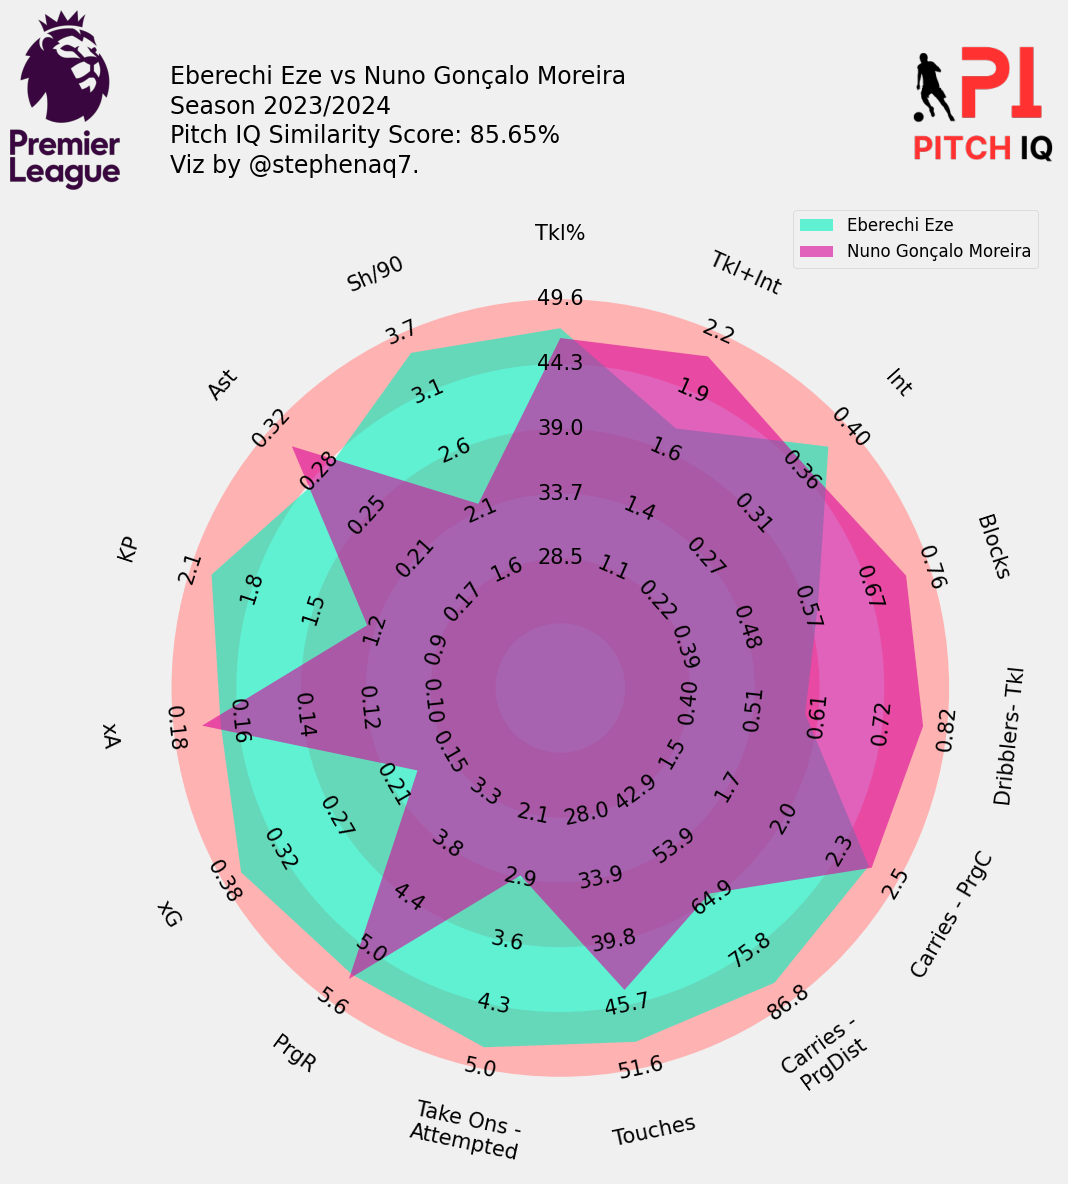 Premier
League
Eberechi Eze vs Nuno Gonçalo Moreira
Season 2023/2024
Pitch IQ Similarity Score: 85.65%
Viz by @stephenaq7.
PI
PITCH IQ
Eberechi Eze
Nuno Gonçalo Moreira
Tkl%
49.6
44.3
39.0
33.7
28.5
Tkl+Int
2.2
1.9
1.6
1.4
1.1
Int
0.40
0.36
0.31
0.27
0.22
Blocks
0.76
0.67
0.57
0.48
0.39
Dribblers- Tkl
0.82
0.72
0.61
0.51
0.40
Carries - PrgC
2.5
2.3
2.0
1.7
1.5
Carries -
PrgDist
86.8
75.8
64.9
53.9
42.9
Touches
51.6
45.7
39.8
33.9
28.0
Take Ons -
Attempted
5.0
4.3
3.6
2.9
2.1
PrgR
5.6
5.0
4.4
3.8
3.3
xG
0.38
0.32
0.27
0.21
0.15
xA
0.18
0.16
0.14
0.12
0.10
KP
2.1
1.8
1.5
1.2
0.9
Ast
0.32
0.28
0.25
0.21
0.17
Sh/90
3.7
3.1
2.6
2.1
1.6